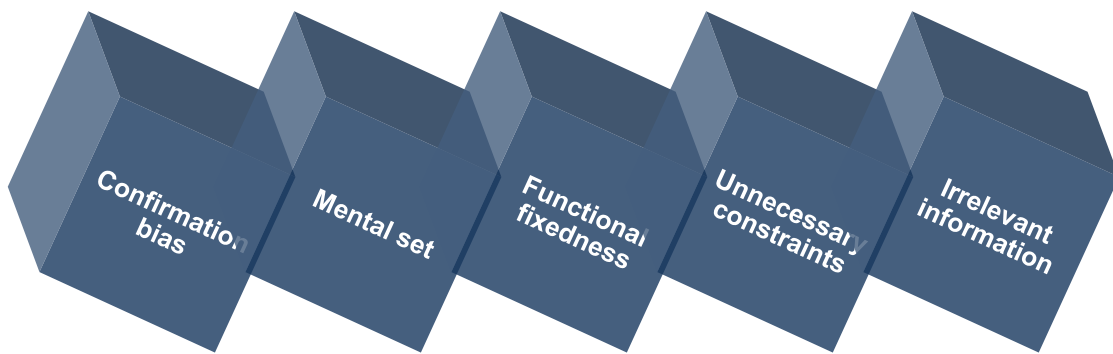 Confirmation
bias
Mental set
Functional
fixedness
Unnecessary
constraints
Irrelevant
information